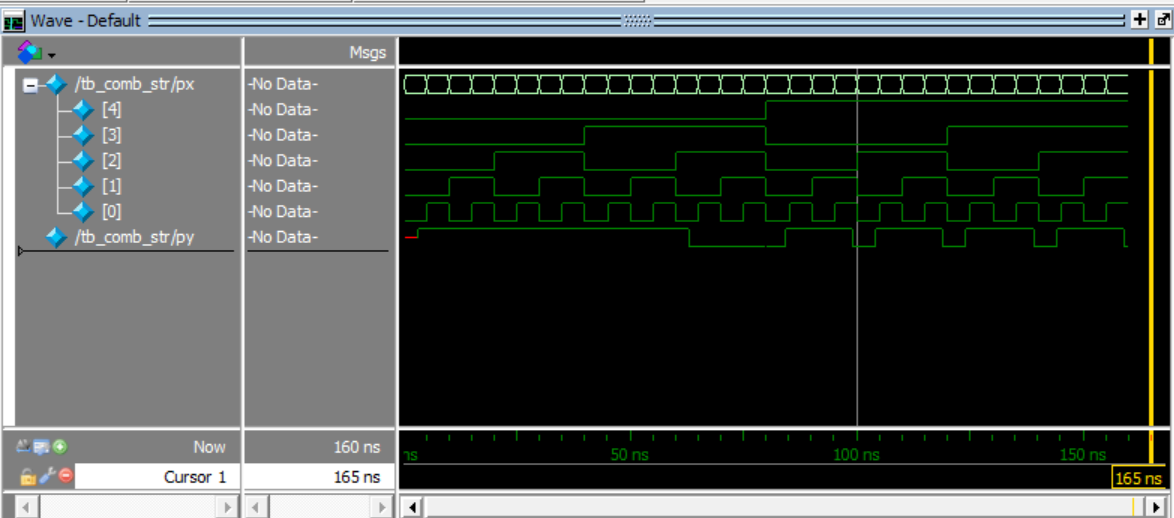 Wave - Default
Msgs
/tb_comb_str/px -No Data-
[4] -No Data-
[3] -No Data-
[2] -No Data-
[1] -No Data-
[0] -No Data-
/tb_comb_str/py -No Data-
Now 160 ns
ns 50 ns 100 ns 150 ns
Cursor 1 165 ns
165 ns